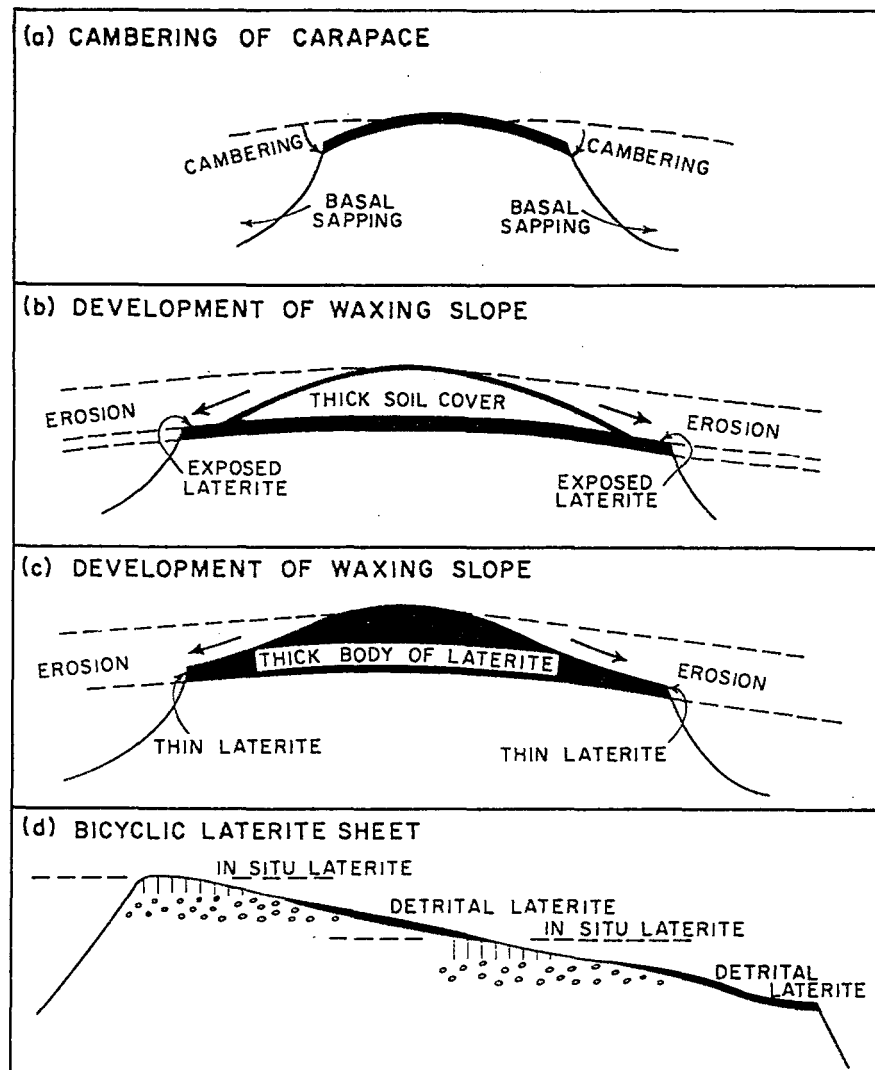 (a) CAMBERING OF CARAPACE
CAMBERING
CAMBERING
BASAL
SAPPING
BASAL
SAPPING
(b) DEVELOPMENT OF WAXING SLOPE
THICK SOIL COVER
EROSION
EROSION
EXPOSED
LATERITE
EXPOSED
LATERITE
(c) DEVELOPMENT OF WAXING SLOPE
EROSION
THICK BODY OF LATERITE
EROSION
THIN LATERITE
THIN LATERITE
(d) BICYCLIC LATERITE SHEET
IN SITU LATERITE
DETRITAL LATERITE
IN SITU LATERITE
DETRITAL
LATERITE